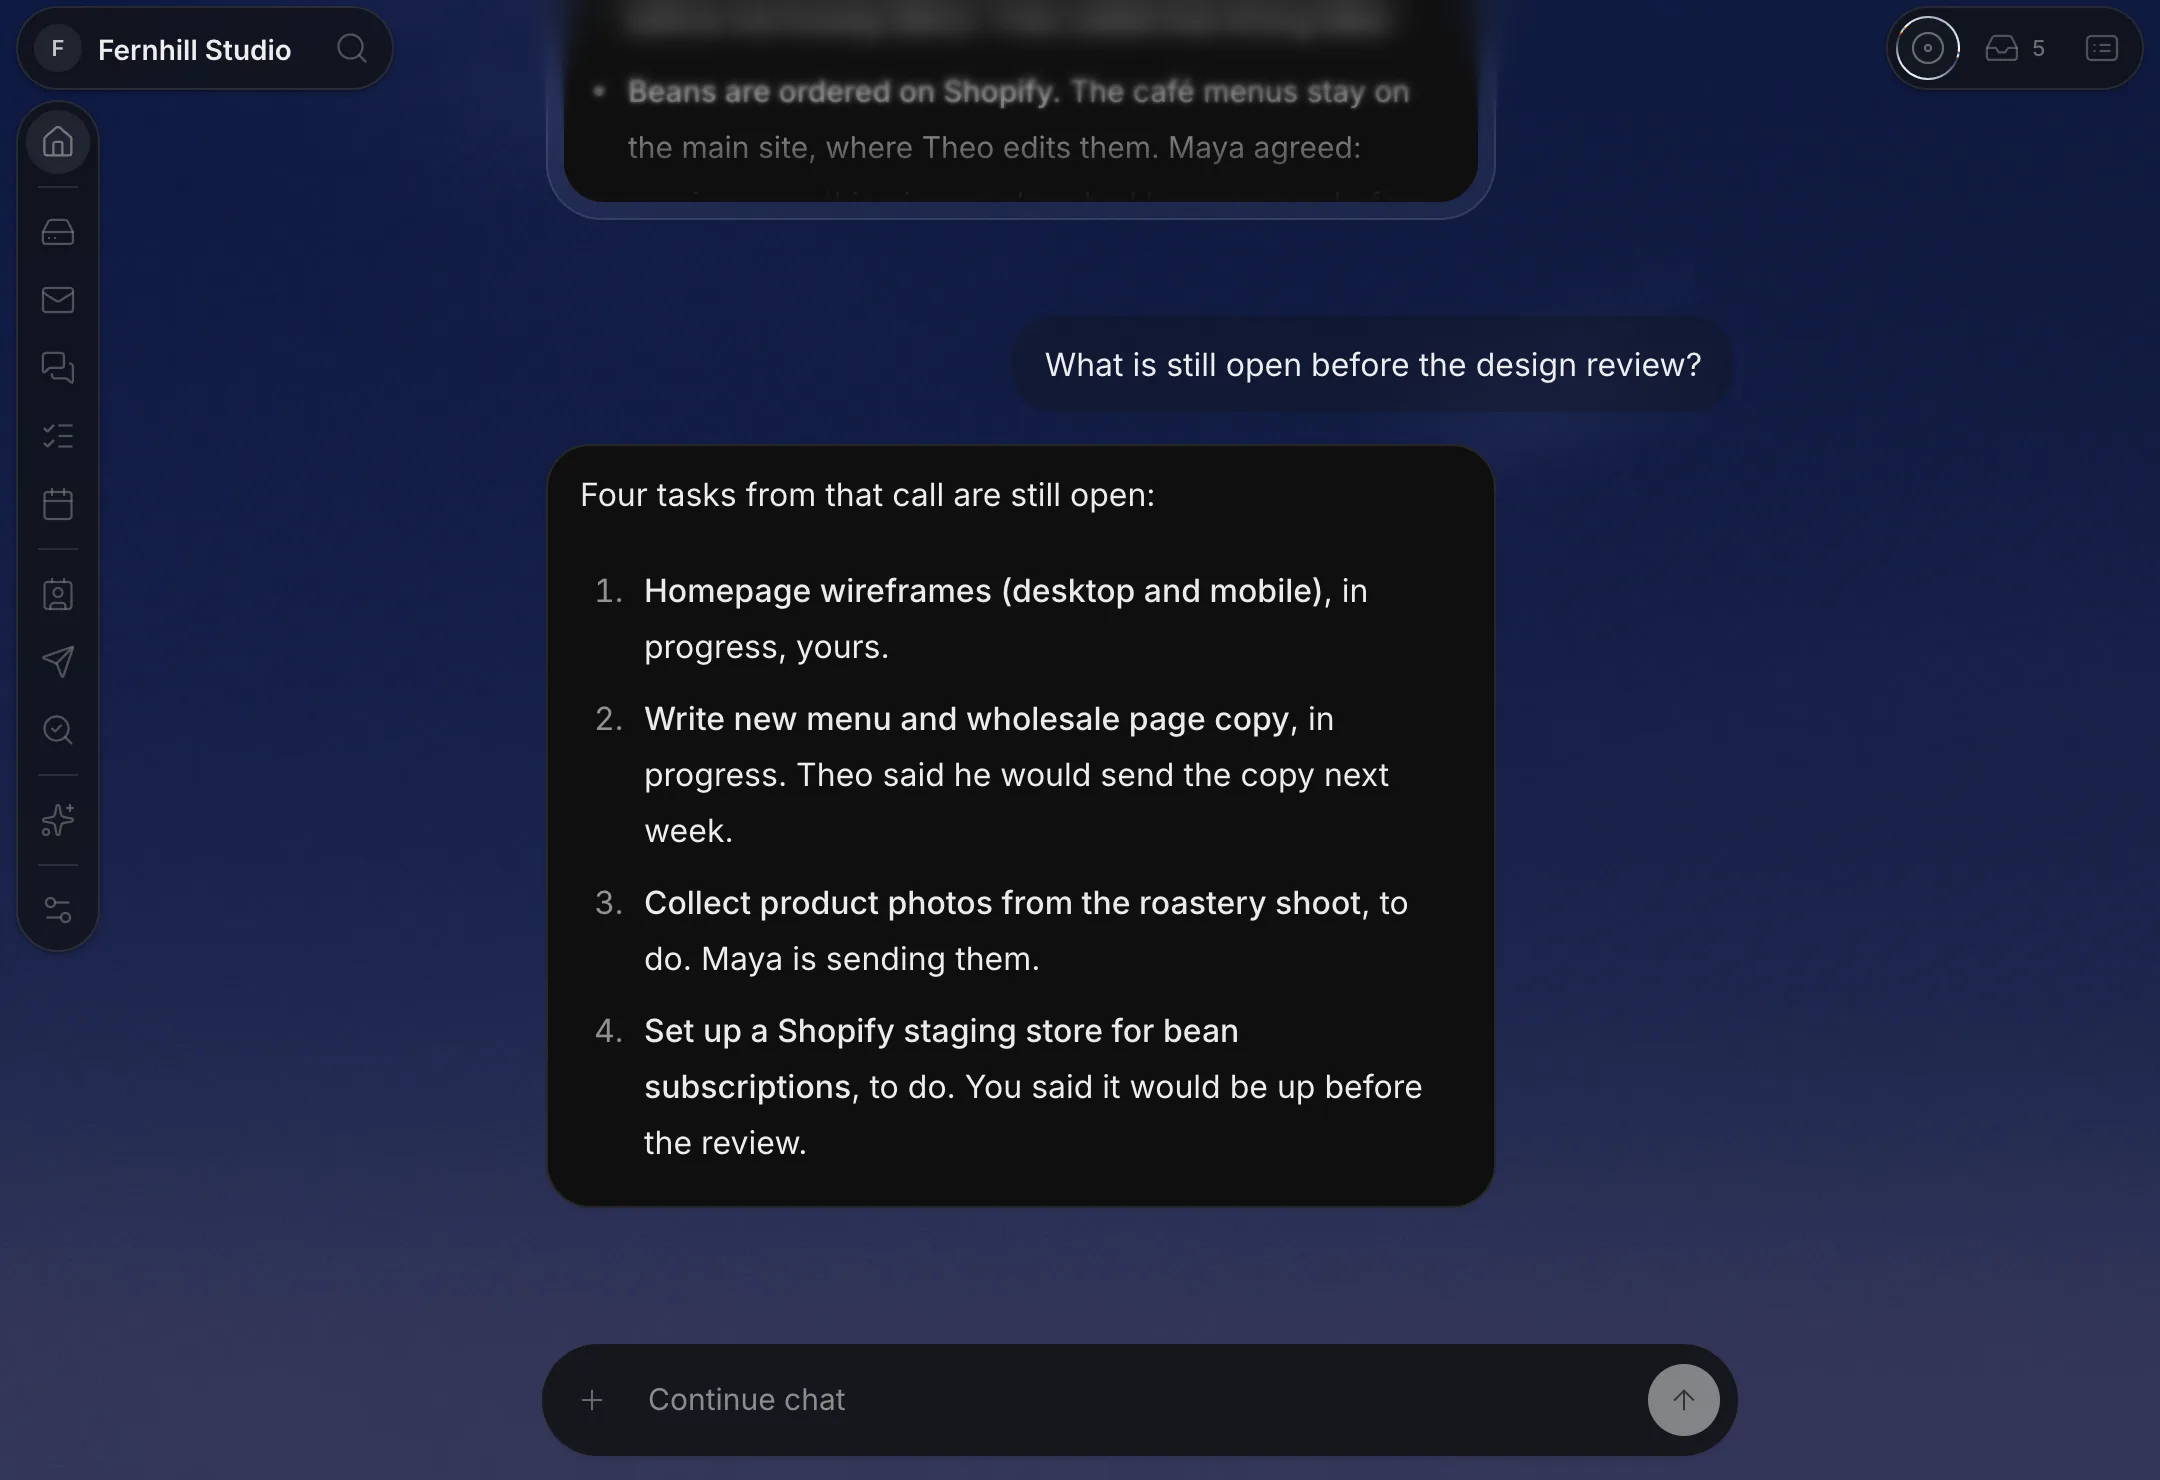 F Fernhill Studio
5
• Beans are ordered on Shopify. The café menus stay on
the main site, where Theo edits them. Maya agreed:
What is still open before the design review?
Four tasks from that call are still open:
1. Homepage wireframes (desktop and mobile), in
progress, yours.
2. Write new menu and wholesale page copy, in
progress. Theo said he would send the copy next
week.
3. Collect product photos from the roastery shoot, to
do. Maya is sending them.
4. Set up a Shopify staging store for bean
subscriptions, to do. You said it would be up before
the review.
Continue chat